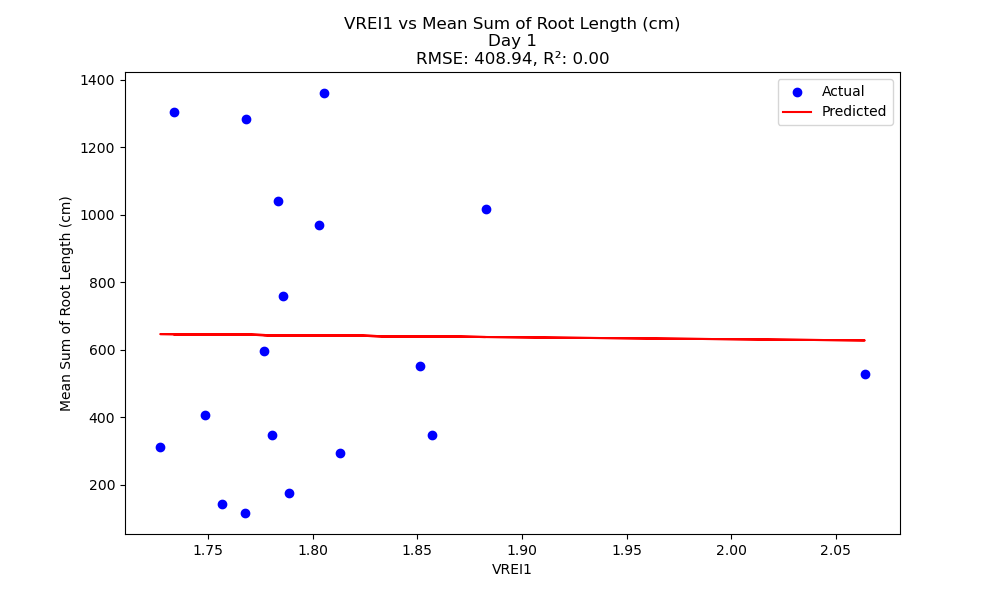 VREI1 vs Mean Sum of Root Length (cm)
Day 1
RMSE: 408.94, R²: 0.00
Actual
Predicted
Mean Sum of Root Length (cm)
1400
1200
1000
800
600
400
200
1.75
1.80
1.85
1.90
1.95
2.00
2.05
VREI1